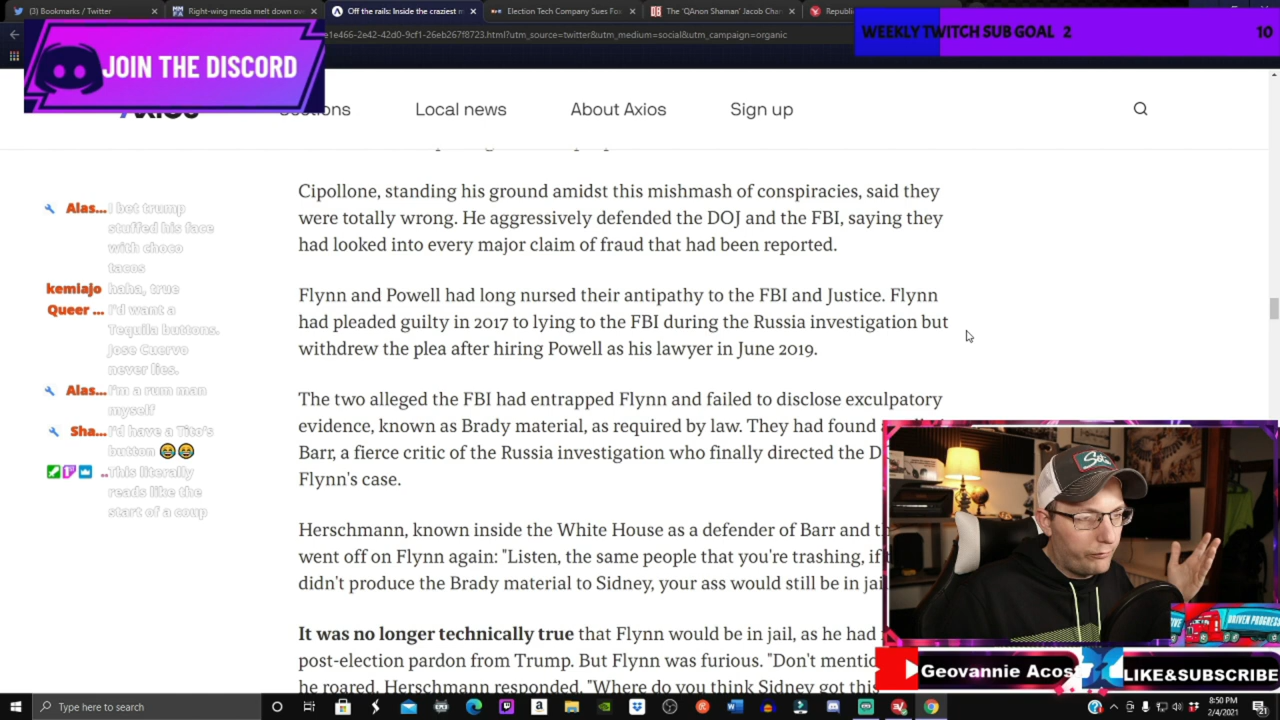 (3) Bookmarks / Twitter
Right-wing media melt down ov
Off the rails: Inside the craziest m
Election Tech Company Sues Fox
The 'QAnon Shaman' Jacob Chan
Republic
e1e466-2e42-42d0-9cf1-26eb267f8723.html?utm_source=twitter&utm_medium=social&utm_campaign=organic
WEEKLY TWITCH SUB GOAL 2 10
JOIN THE DISCORD
Sections
Local news
About Axios
Sign up
Cipollone, standing his ground amidst this mishmash of conspiracies, said they
were totally wrong. He aggressively defended the DOJ and the FBI, saying they
had looked into every major claim of fraud that had been reported.
Flynn and Powell had long nursed their antipathy to the FBI and Justice. Flynn
had pleaded guilty in 2017 to lying to the FBI during the Russia investigation but
withdrew the plea after hiring Powell as his lawyer in June 2019.
The two alleged the FBI had entrapped Flynn and failed to disclose exculpatory
evidence, known as Brady material, as required by law. They had found a
Barr, a fierce critic of the Russia investigation who finally directed the D
Flynn's case.
Herschmann, known inside the White House as a defender of Barr and th
went off on Flynn again: "Listen, the same people that you're trashing, if
didn't produce the Brady material to Sidney, your ass would still be in jai
It was no longer technically true that Flynn would be in jail, as he had
post-election pardon from Trump. But Flynn was furious. "Don't mentio
he roared. Herschmann responded, "Where do you think Sidney got this
Alas... I bet trump
stuffed his face
with choco
tacos
kemlajo haha, true
Queer ... I'd want a
Tequila buttons.
Jose Cuervo
never lies.
Alas... I'm a rum man
myself
Sha... I'd have a Tito's
button 😂😂
.. This literally
reads like the
start of a coup
DRIVEN PROGRESS
Geovannie Acos
LIKE&SUBSCRIBE
Type here to search
8:50 PM
2/4/2021
21